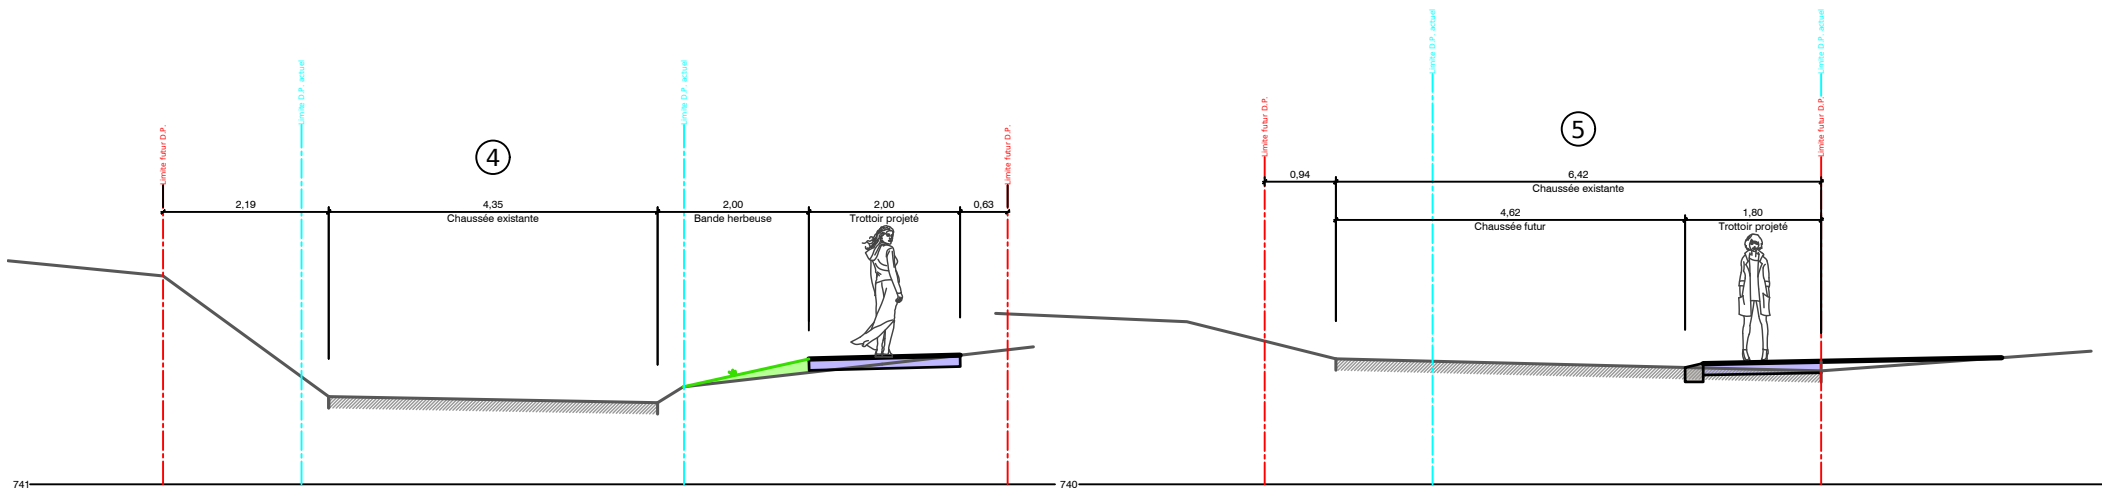 Limite futur D.P.
Limite D.P. actuel
4
Limite D.P. actuel
Limite futur D.P.
2,19
4,35
2,00
2,00
0,63
Chaussée existante
Bande herbeuse
Trottoir projeté
741
Limite futur D.P.
Limite D.P. actuel
5
Limite D.P. actuel
Limite futur D.P.
0,94
6,42
Chaussée existante
4,62
1,80
Chaussée futur
Trottoir projeté
740